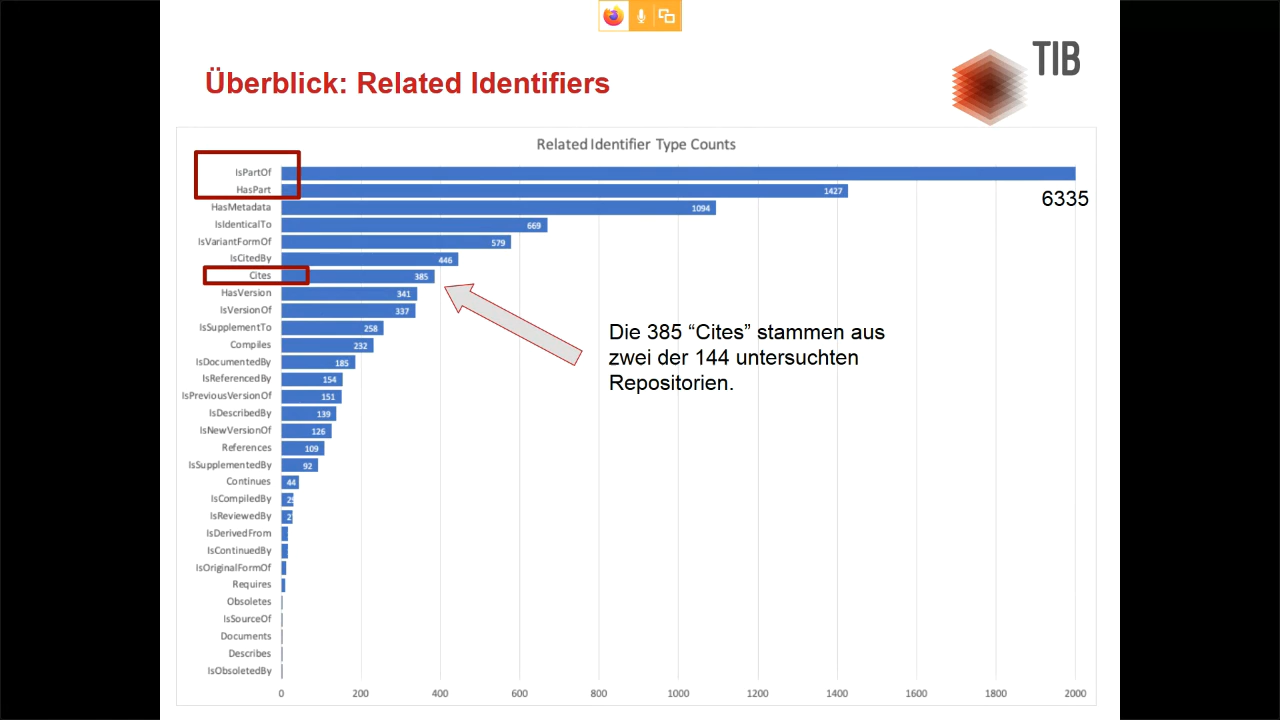 TIB
Überblick: Related Identifiers
Related Identifier Type Counts
IsPartOf
6335
HasPart 1427
HasMetadata 1094
IsIdenticalTo 669
IsVariantFormOf 579
IsCitedBy 446
Cites 385
HasVersion 341
IsVersionOf 337
IsSupplementTo 258
Compiles 232
IsDocumentedBy 185
IsReferencedBy 154
IsPreviousVersionOf 151
IsDescribedBy 139
IsNewVersionOf 126
References 109
IsSupplementedBy 92
Continues 44
IsCompiledBy
IsReviewedBy
IsDerivedFrom
IsContinuedBy
IsOriginalFormOf
Requires
Obsoletes
IsSourceOf
Documents
Describes
IsObsoletedBy
Die 385 “Cites” stammen aus
zwei der 144 untersuchten
Repositorien.
0 200 400 600 800 1000 1200 1400 1600 1800 2000